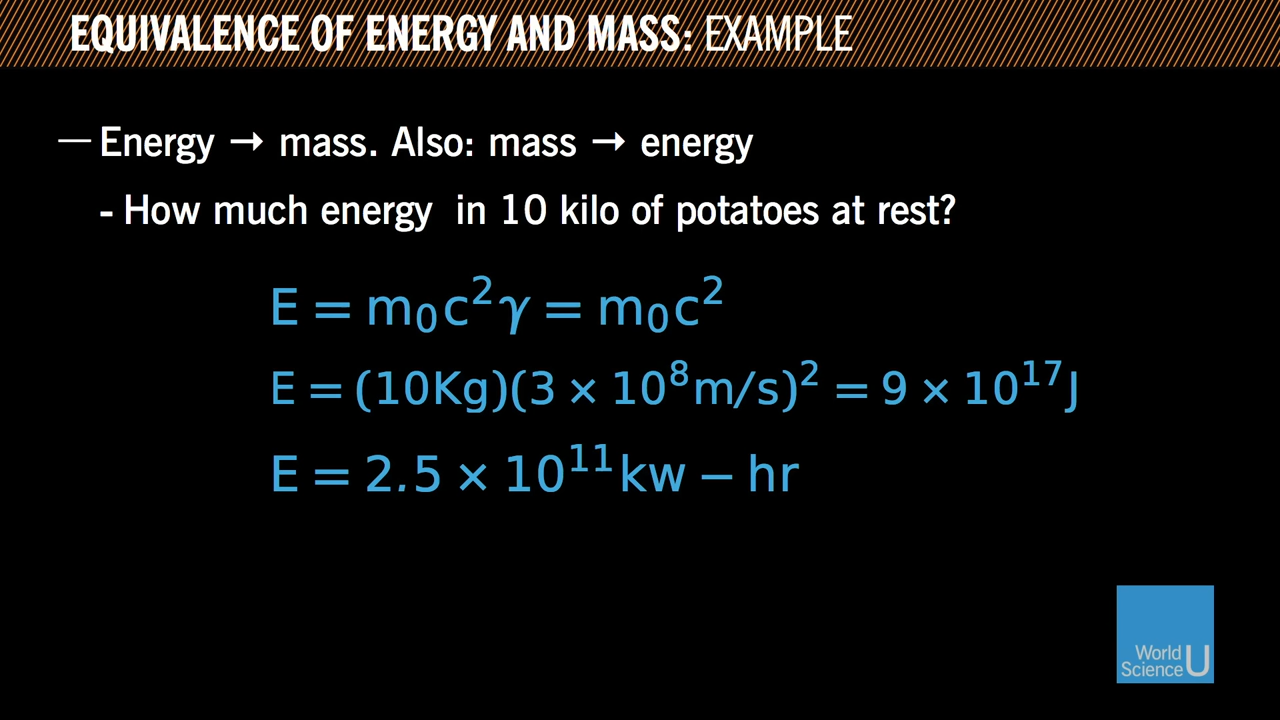 EQUIVALENCE OF ENERGY AND MASS: EXAMPLE
— Energy → mass. Also: mass → energy
- How much energy in 10 kilo of potatoes at rest?
E = m₀c²γ = m₀c²
E = (10Kg)(3 × 10⁸m/s)² = 9 × 10¹⁷J
E = 2.5 × 10¹¹kw − hr
World
Science U